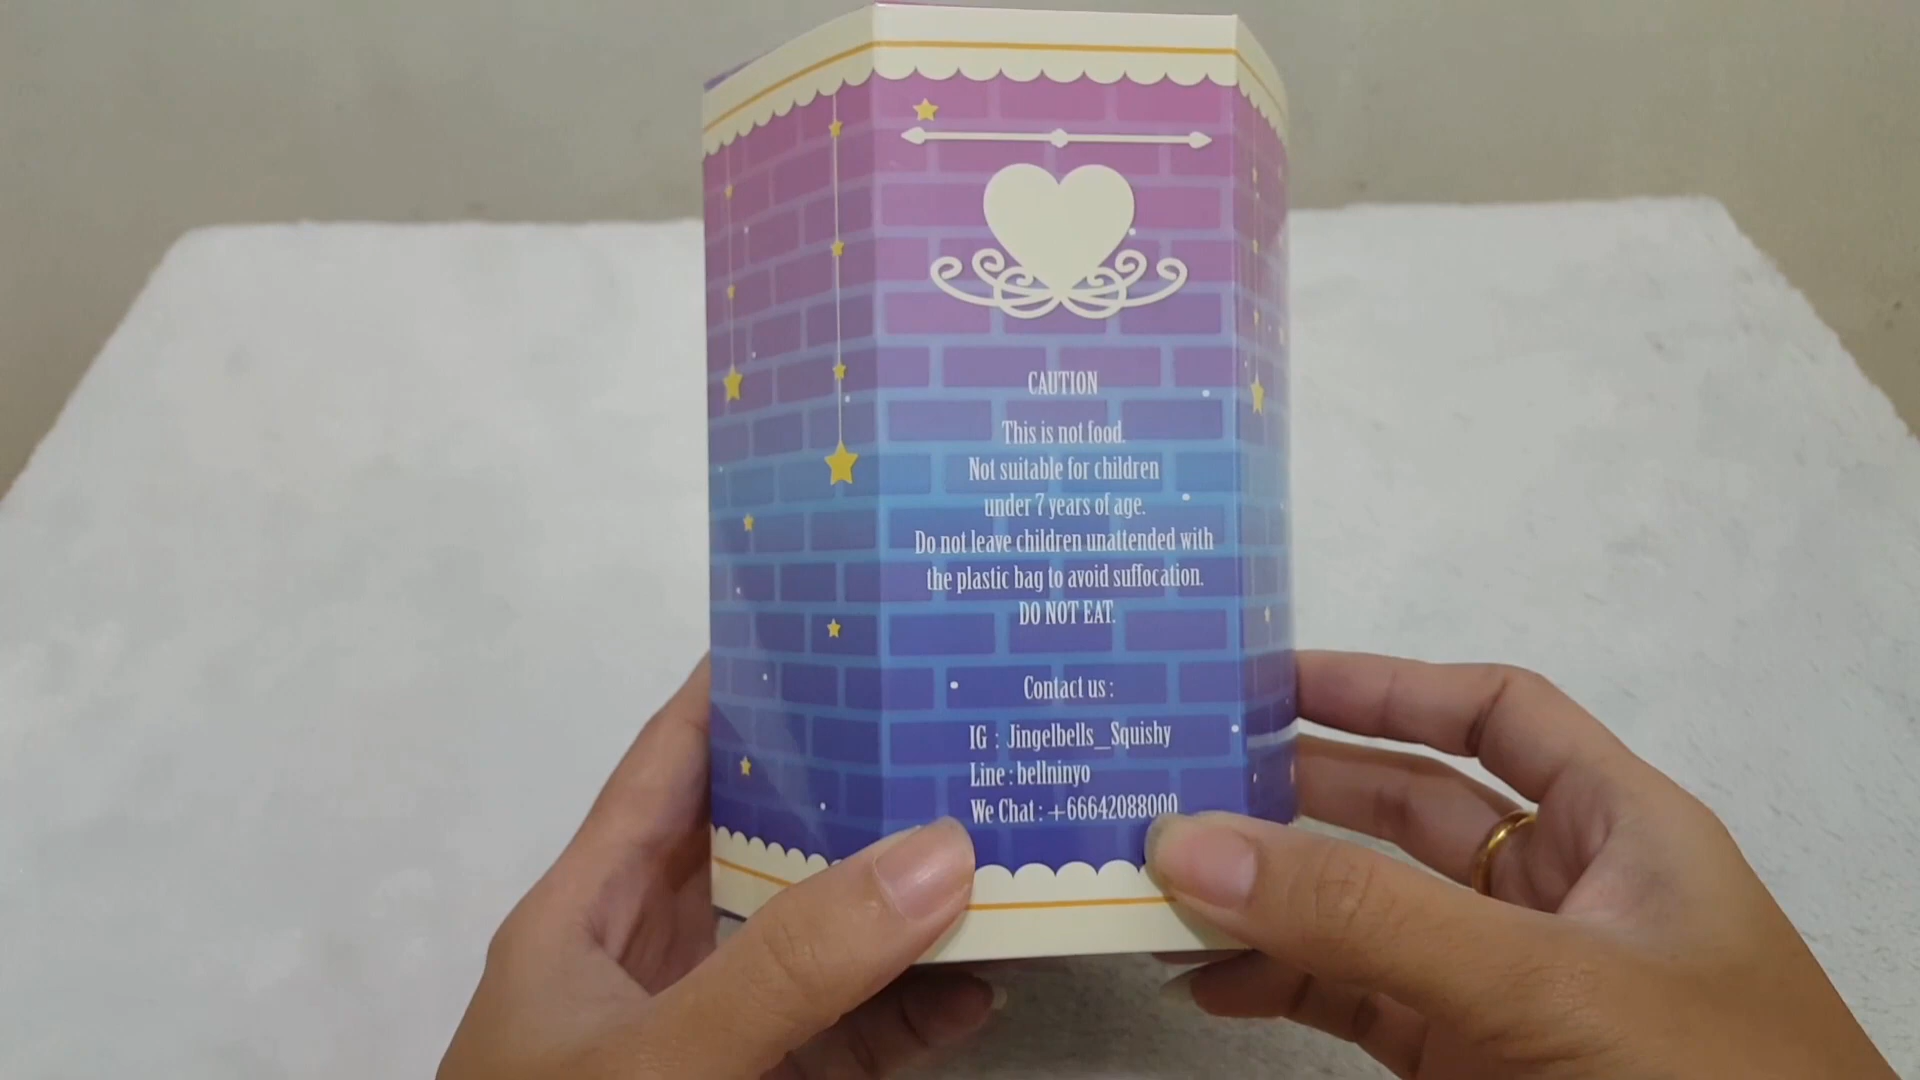 CAUTION
This is not food.
Not suitable for children
under 7 years of age.
Do not leave children unattended with
the plastic bag to avoid suffocation.
DO NOT EAT.
Contact us :
IG : Jingelbells_Squishy
Line : bellninyo
We Chat : +66642088000